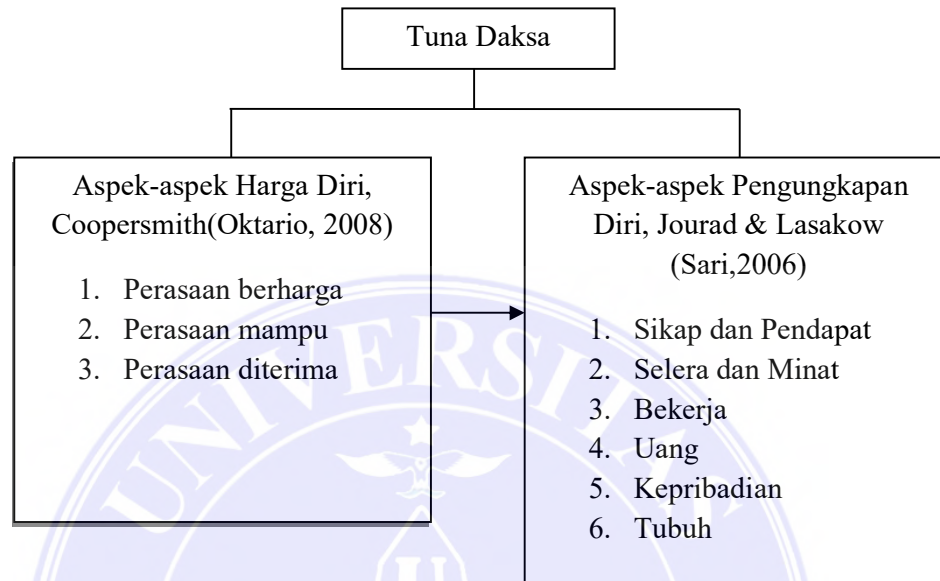 Tuna Daksa
Aspek-aspek Harga Diri,
Coopersmith(Oktario, 2008)
1. Perasaan berharga
2. Perasaan mampu
3. Perasaan diterima
Aspek-aspek Pengungkapan
Diri, Jourad & Lasakow
(Sari,2006)
1. Sikap dan Pendapat
2. Selera dan Minat
3. Bekerja
4. Uang
5. Kepribadian
6. Tubuh
UNIVERSITAS